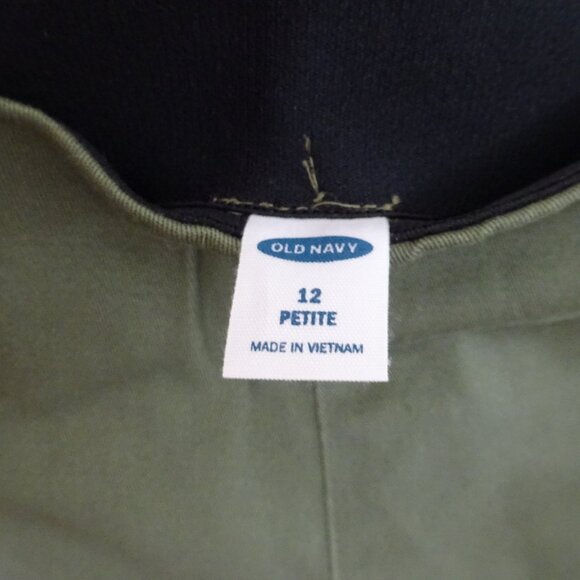 OLD NAVY
12
PETITE
MADE IN VIETNAM